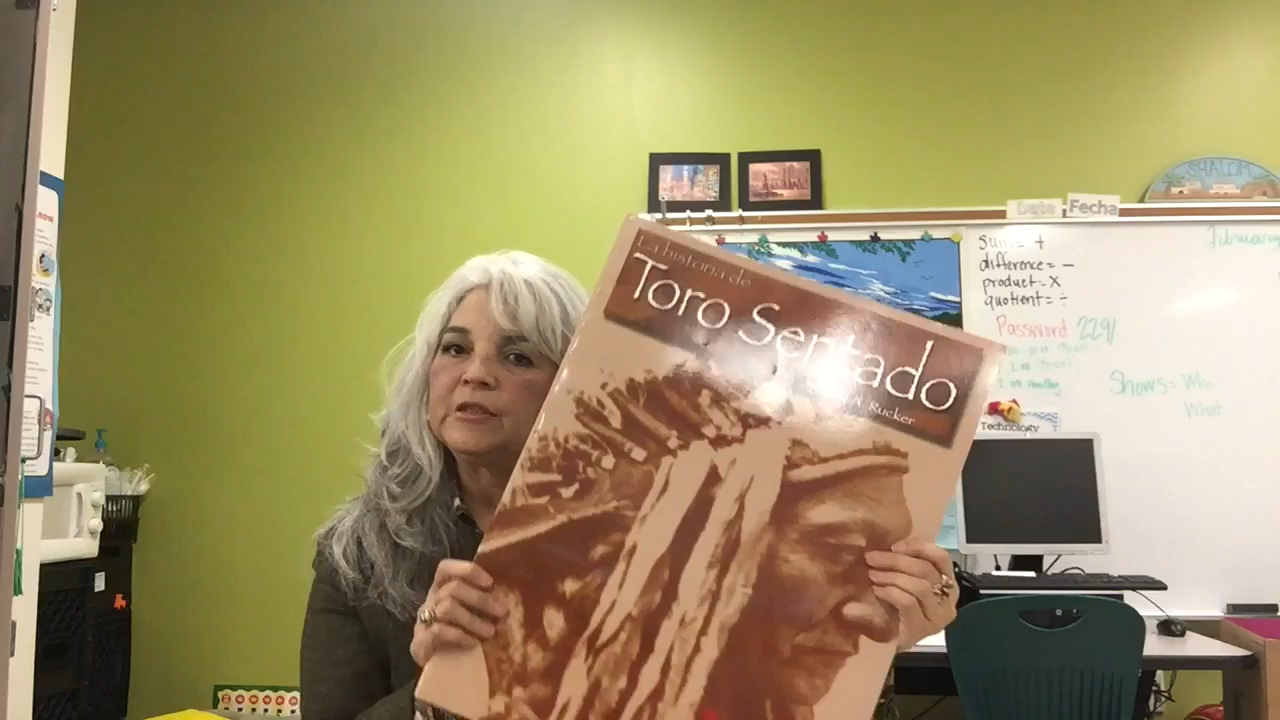 La historia de
Toro Sentado
N. Rucker
Date Fecha
SHALOM
February
sum = +
difference = -
product = x
quotient = ÷
Password 2291
Shows = Who
What
Technology